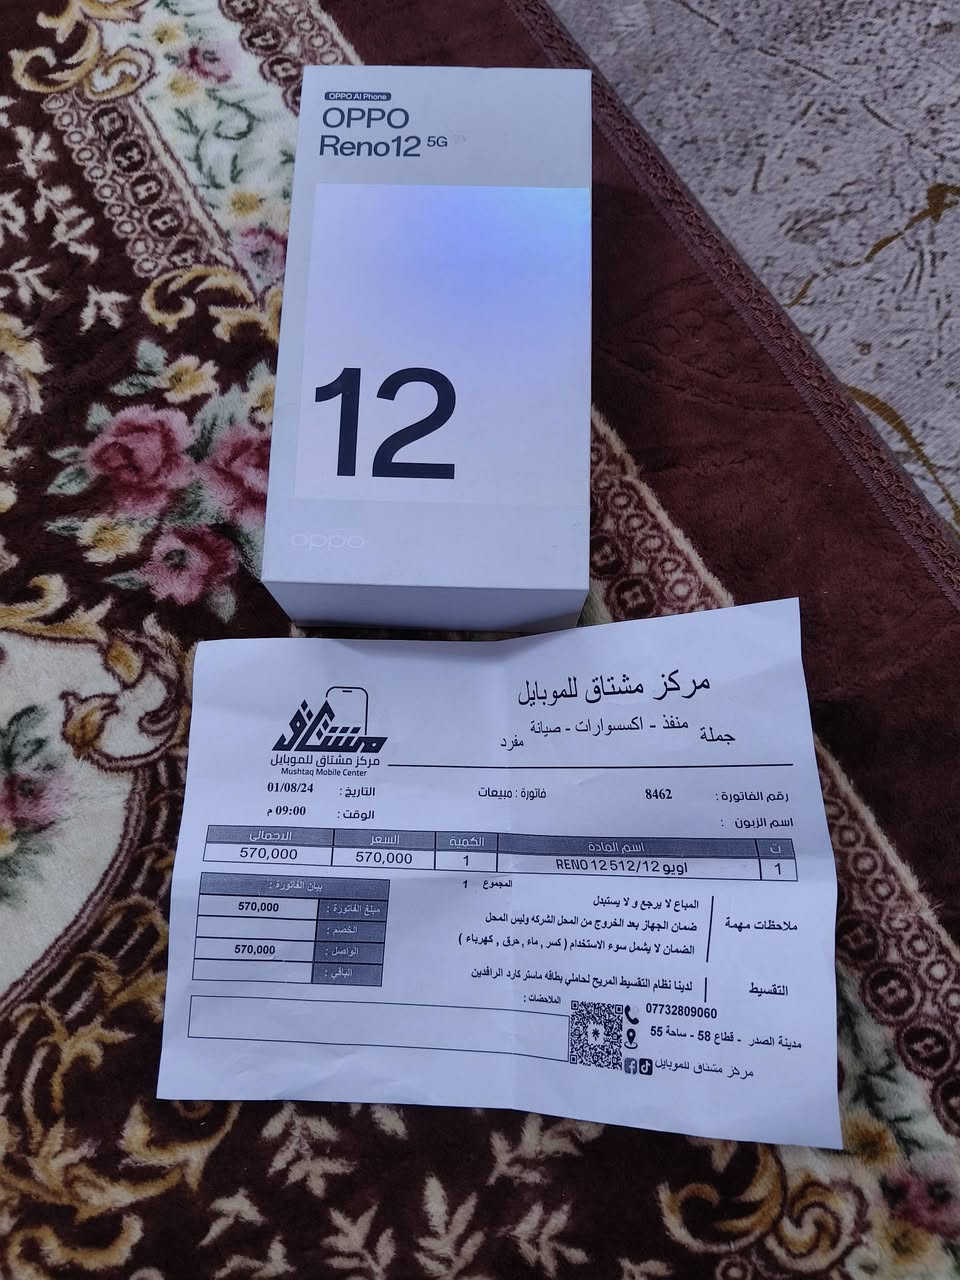 OPPO AI Phone
OPPO
Reno12 5G
12
oppo
مركز مشتاق للموبايل
جملة منفذ - اكسسوارات - صيانة مفرد
مشتاق
مركز مشتاق للموبايل
Mushtaq Mobile Center
رقم الفاتورة : 8462 فاتورة : مبيعات التاريخ : 01/08/24
اسم الزبون : الوقت : 09:00 م
ت اسم المادة الكمية السعر الاجمالي
1 اوبو RENO 12 512/12 1 570,000 570,000
المجموع 1
بيان الفاتورة :
مبلغ الفاتورة : 570,000
الخصم :
الواصل : 570,000
الباقي :
ملاحظات مهمة
المباع لا يرجع و لا يستبدل
ضمان الجهاز بعد الخروج من المحل الشركه وليس المحل
الضمان لا يشمل سوء الاستخدام ( كسر , ماء , حرق , كهرباء )
التقسيط لدينا نظام التقسيط المريح لحاملي بطاقه ماستر كارد الرافدين
الملاحضات :
07732809060
مدينة الصدر - قطاع 58 - ساحة 55
مركز مشتاق للموبايل